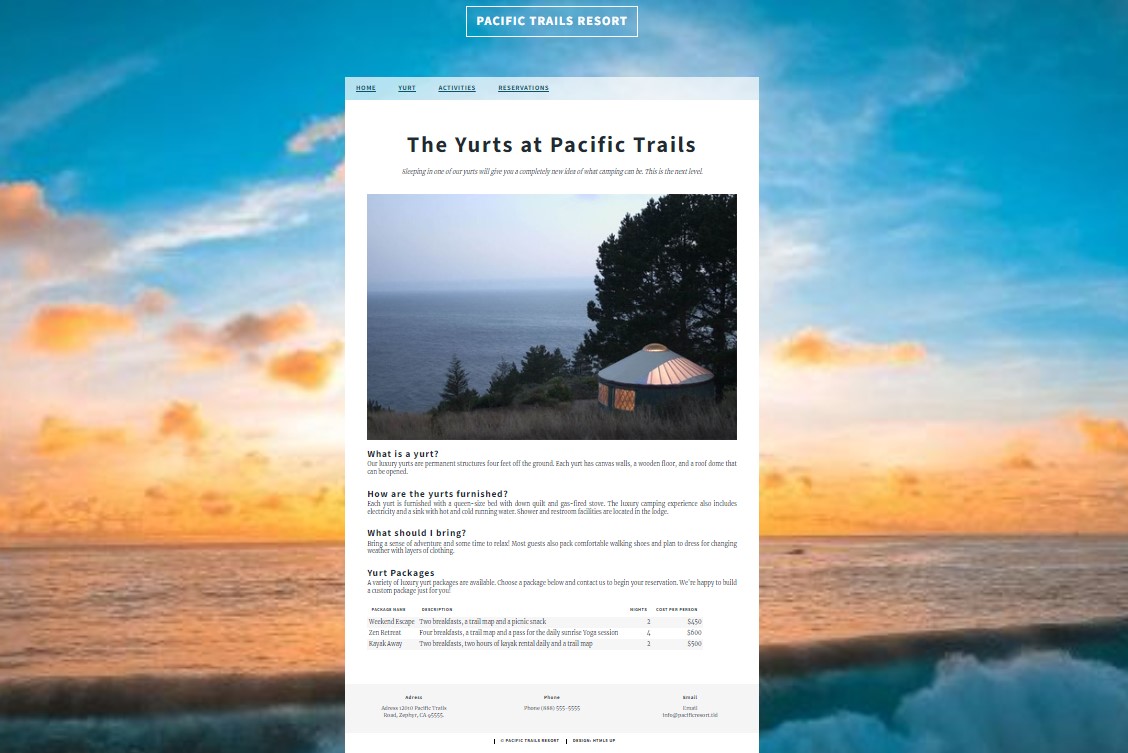 PACIFIC TRAILS RESORT
HOME YURT ACTIVITIES RESERVATIONS
The Yurts at Pacific Trails
Sleeping in one of our yurts will give you a completely new idea of what camping can be. This is the next level.
What is a yurt?
Our luxury yurts are permanent structures four feet off the ground. Each yurt has canvas walls, a wooden floor, and a roof dome that
can be opened.
How are the yurts furnished?
Each yurt is furnished with a queen-size bed with down quilt and gas-fired stove. The luxury camping experience also includes
electricity and a sink with hot and cold running water. Shower and restroom facilities are located in the lodge.
What should I bring?
Bring a sense of adventure and some time to relax! Most guests also pack comfortable walking shoes and plan to dress for changing
weather with layers of clothing.
Yurt Packages
A variety of luxury yurt packages are available. Choose a package below and contact us to begin your reservation. We're happy to build
a custom package just for you!
PACKAGE NAME DESCRIPTION NIGHTS COST PER PERSON
Weekend Escape Two breakfasts, a trail map and a picnic snack 2 $450
Zen Retreat Four breakfasts, a trail map and a pass for the daily sunrise Yoga session 4 $600
Kayak Away Two breakfasts, two hours of kayak rental daily and a trail map 2 $500
Adress Phone Email
Adress 12010 Pacific Trails Phone (888) 555-5555 Email
Road, Zephyr, CA 95555. info@pacificresort.tld
© PACIFIC TRAILS RESORT DESIGN: HTML5 UP